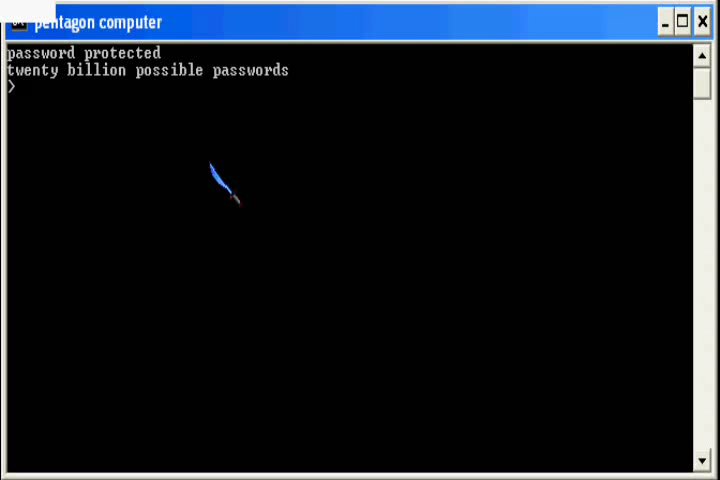 pentagon computer
password protected
twenty billion possible passwords
>